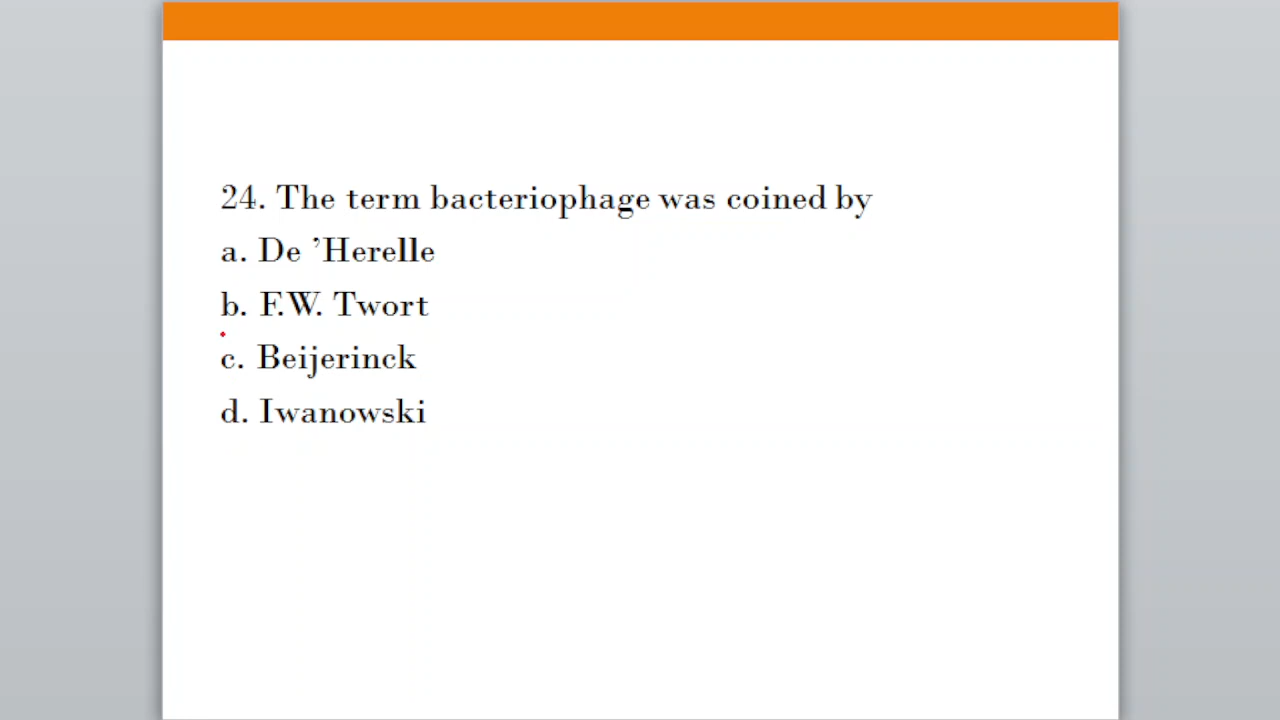 24. The term bacteriophage was coined by
a. De ’Herelle
b. F.W. Twort
c. Beijerinck
d. Iwanowski